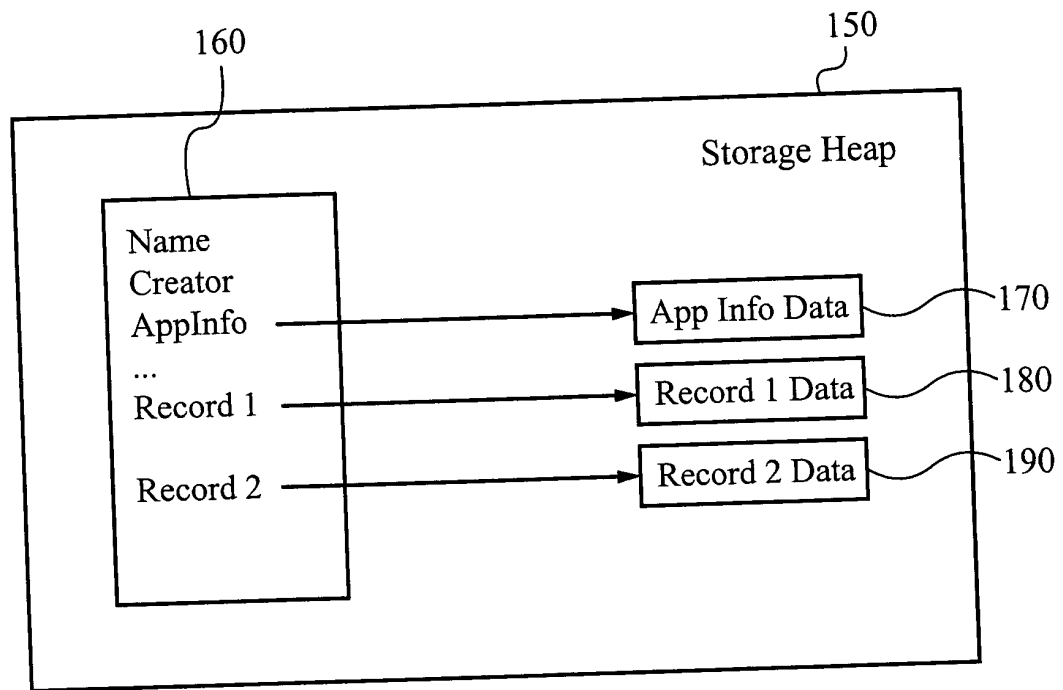 160
150
Storage Heap
Name
Creator
AppInfo
...
Record 1
Record 2
App Info Data
170
Record 1 Data
180
Record 2 Data
190